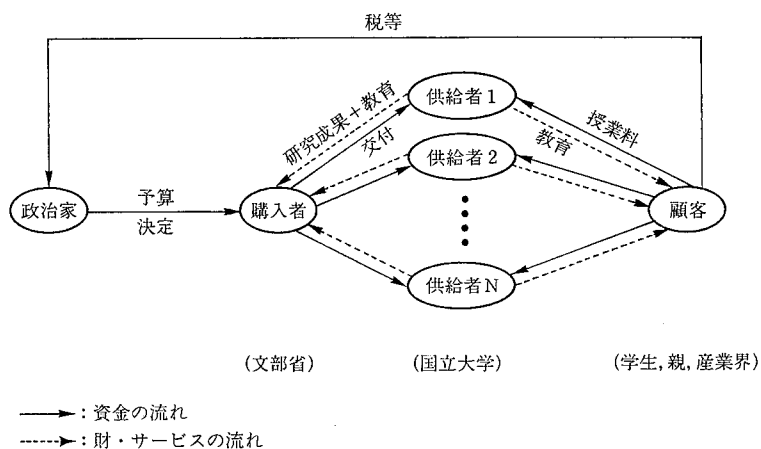 税等
供給者1
研究成果+教育
交付
授業料
教育
供給者2
政治家
予算
決定
購入者
顧客
供給者N
(文部省)
(国立大学)
(学生,親,産業界)
:資金の流れ
:財・サービスの流れ